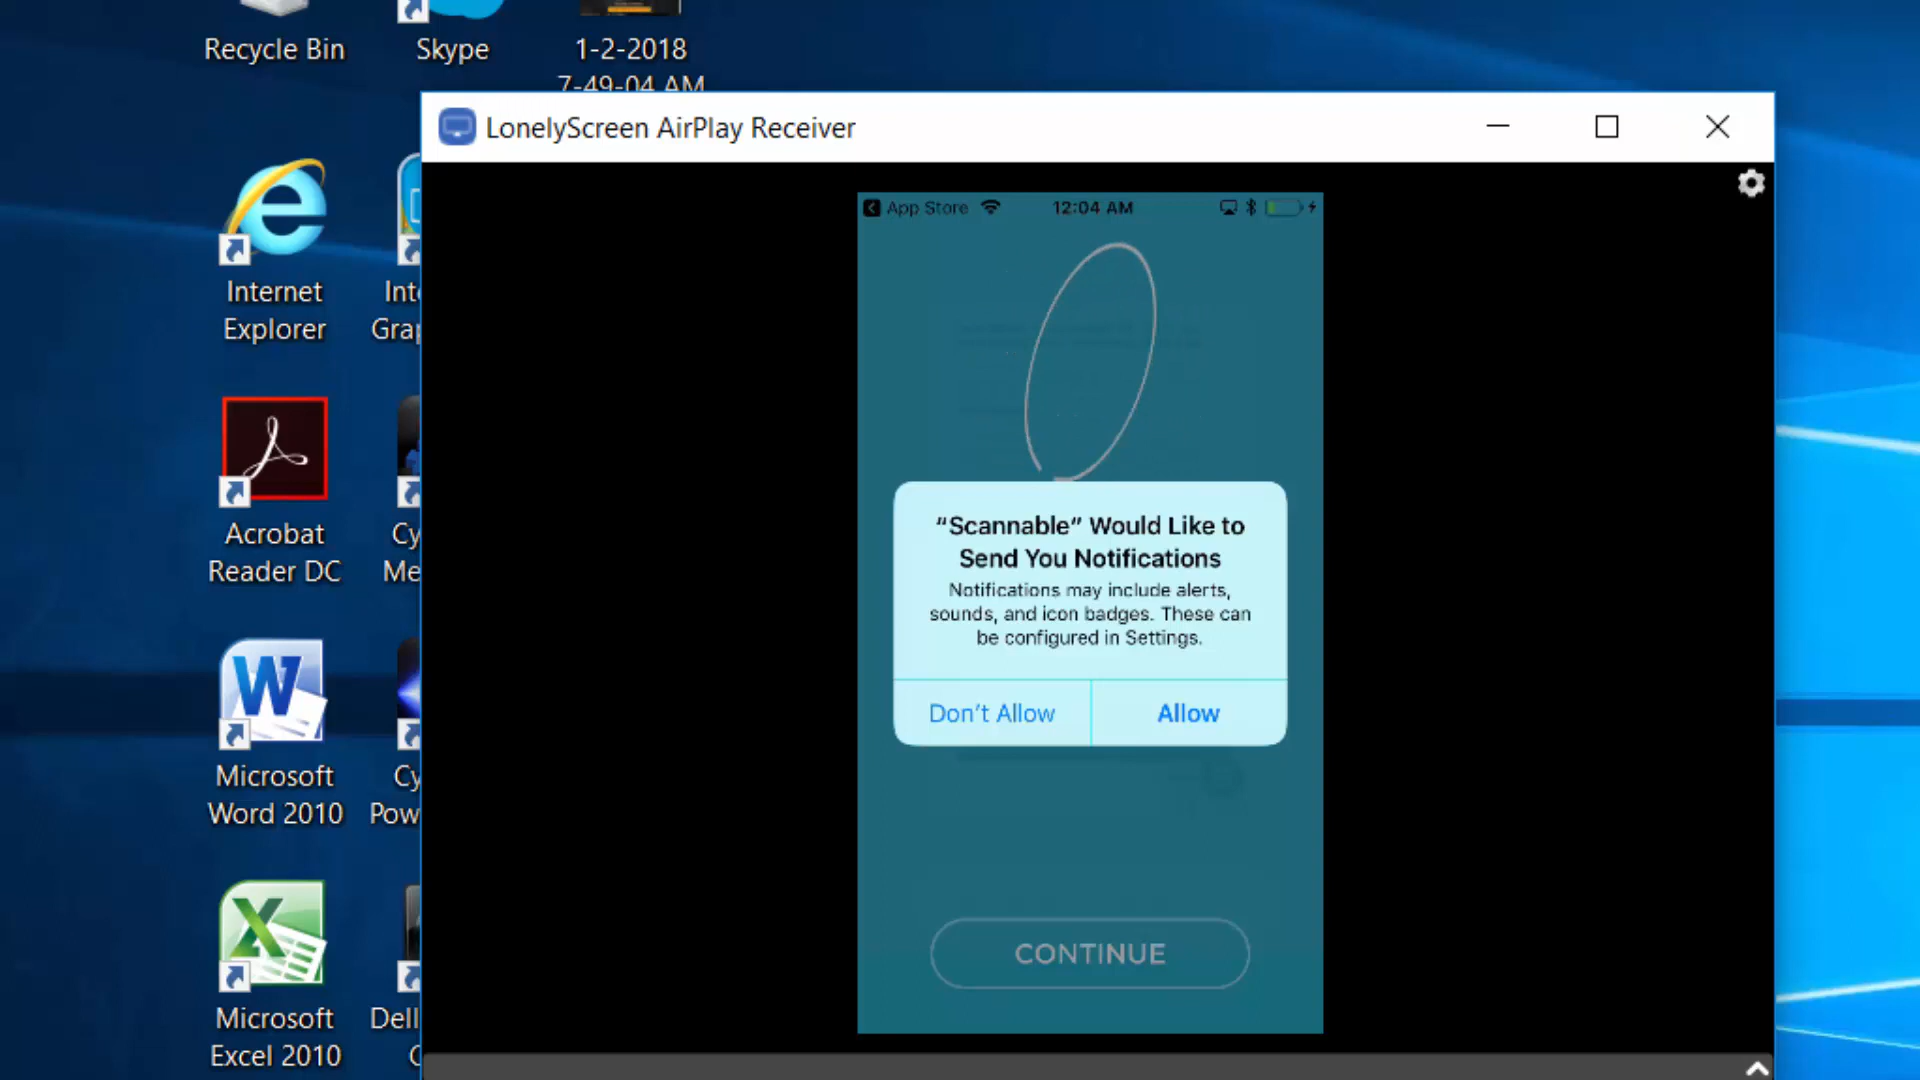 Recycle Bin
Skype
1-2-2018
7-49-04 AM
LonelyScreen AirPlay Receiver
App Store
12:04 AM
Internet
Explorer
Acrobat
Reader DC
“Scannable” Would Like to
Send You Notifications
Notifications may include alerts,
sounds, and icon badges. These can
be configured in Settings.
Don’t Allow
Allow
Microsoft
Word 2010
CONTINUE
Microsoft
Excel 2010
Dell